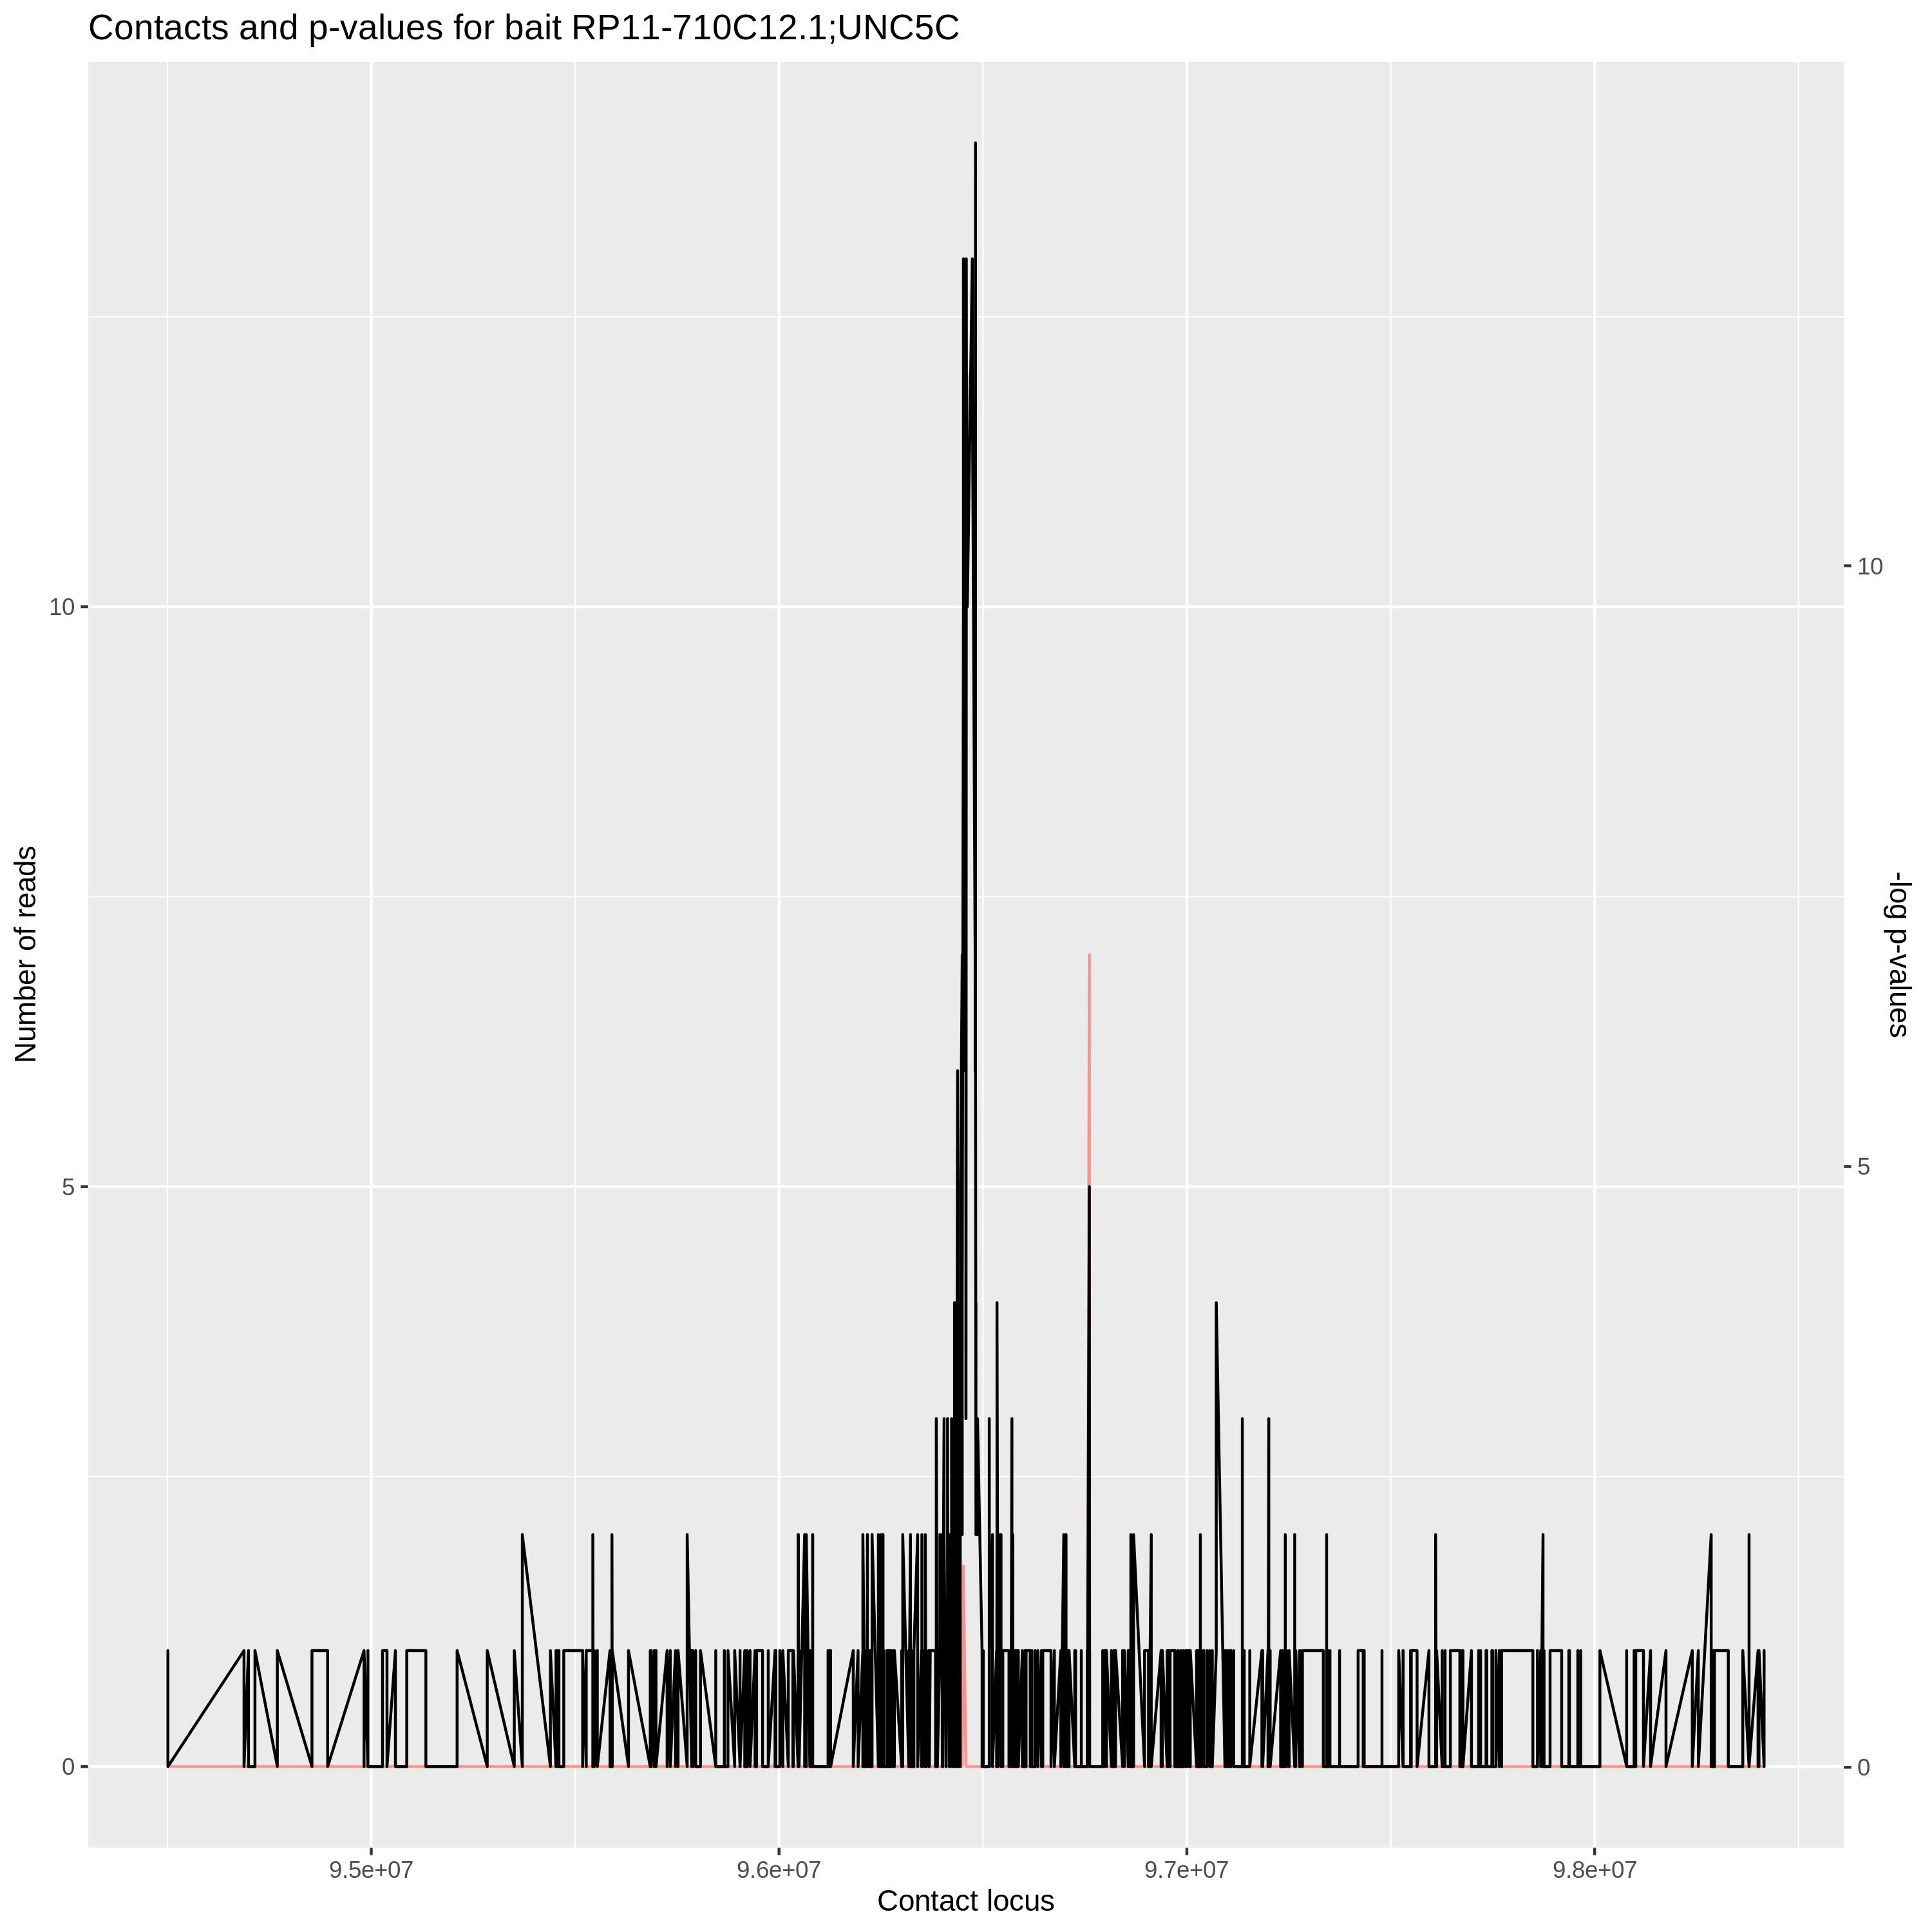 Contacts and p-values for bait RP11-710C12.1;UNC5C
Number of reads
10
5
0
10
5
0
-log p-values
9.5e+07
9.6e+07
9.7e+07
9.8e+07
Contact locus